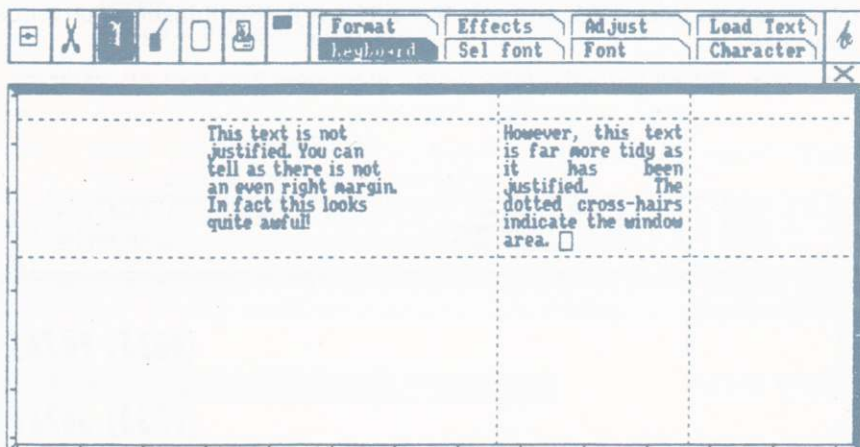 Format Effects Adjust Load Text
Keyboard Sel font Font Character
This text is not
justified. You can
tell as there is not
an even right margin.
In fact this looks
quite awful!
However, this text
is far more tidy as
it has been
justified. The
dotted cross-hairs
indicate the window
area.